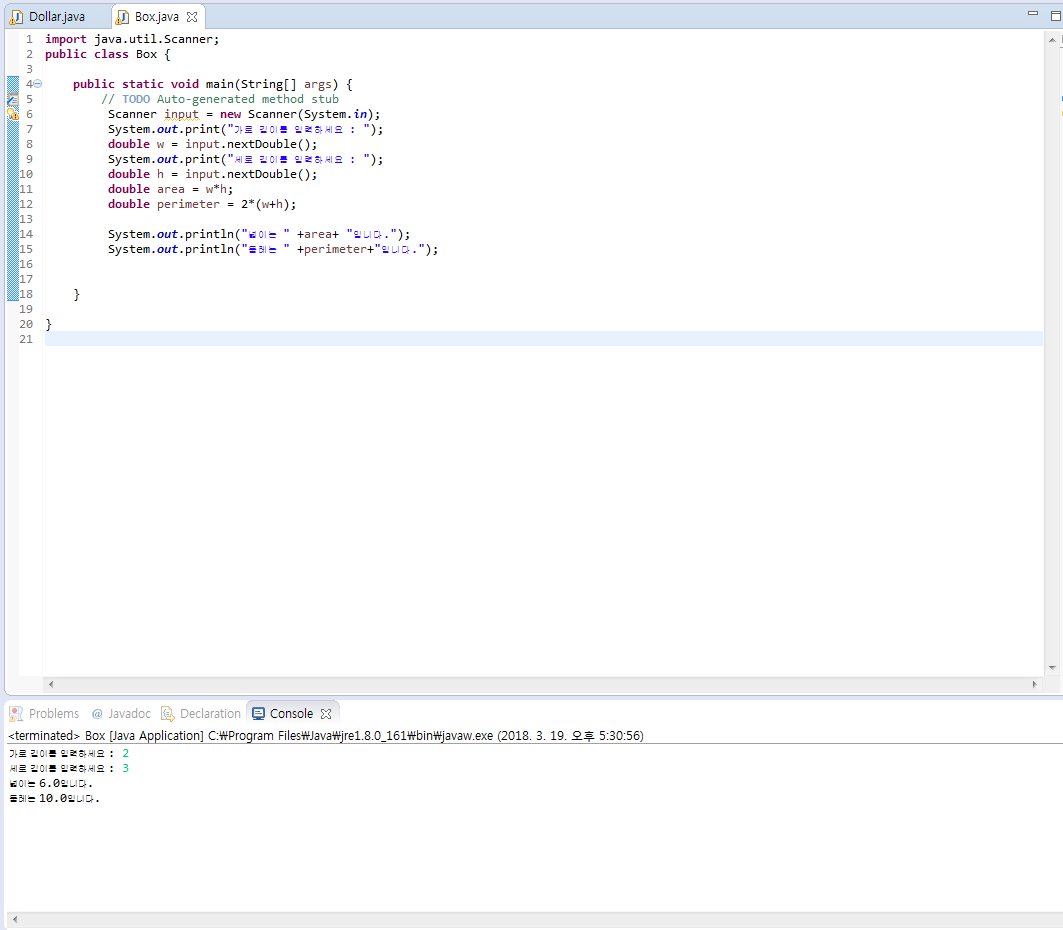 Dollar.java
Box.java
1 import java.util.Scanner;
2 public class Box {
3
4 public static void main(String[] args) {
5 // TODO Auto-generated method stub
6 Scanner input = new Scanner(System.in);
7 System.out.print("가로 길이를 입력하세요 : ");
8 double w = input.nextDouble();
9 System.out.print("세로 길이를 입력하세요 : ");
10 double h = input.nextDouble();
11 double area = w*h;
12 double perimeter = 2*(w+h);
13
14 System.out.println("넓이는 " +area+ "입니다.");
15 System.out.println("둘레는 " +perimeter+"입니다.");
16
17
18 }
19
20 }
21
Problems @ Javadoc Declaration Console
<terminated> Box [Java Application] C:₩Program Files₩Java₩jre1.8.0_161₩bin₩javaw.exe (2018. 3. 19. 오후 5:30:56)
가로 길이를 입력하세요 : 2
세로 길이를 입력하세요 : 3
넓이는 6.0입니다.
둘레는 10.0입니다.